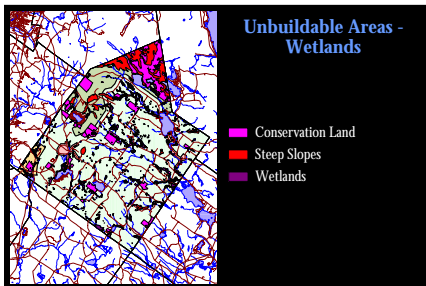 Unbuildable Areas -
Wetlands
Conservation Land
Steep Slopes
Wetlands